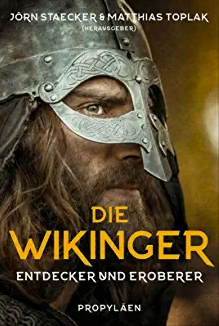 JÖRN STAECKER & MATTHIAS TOPLAK
(HERAUSGEBER)
DIE
WIKINGER
ENTDECKER UND EROBERER
PROPYLÄEN